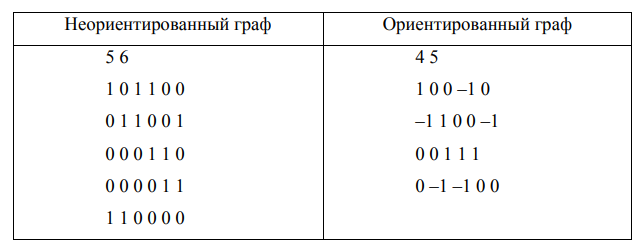 Неориентированный граф Ориентированный граф
5 6 4 5
1 0 1 1 0 0 1 0 0 –1 0
0 1 1 0 0 1 –1 1 0 0 –1
0 0 0 1 1 0 0 0 1 1 1
0 0 0 0 1 1 0 –1 –1 0 0
1 1 0 0 0 0